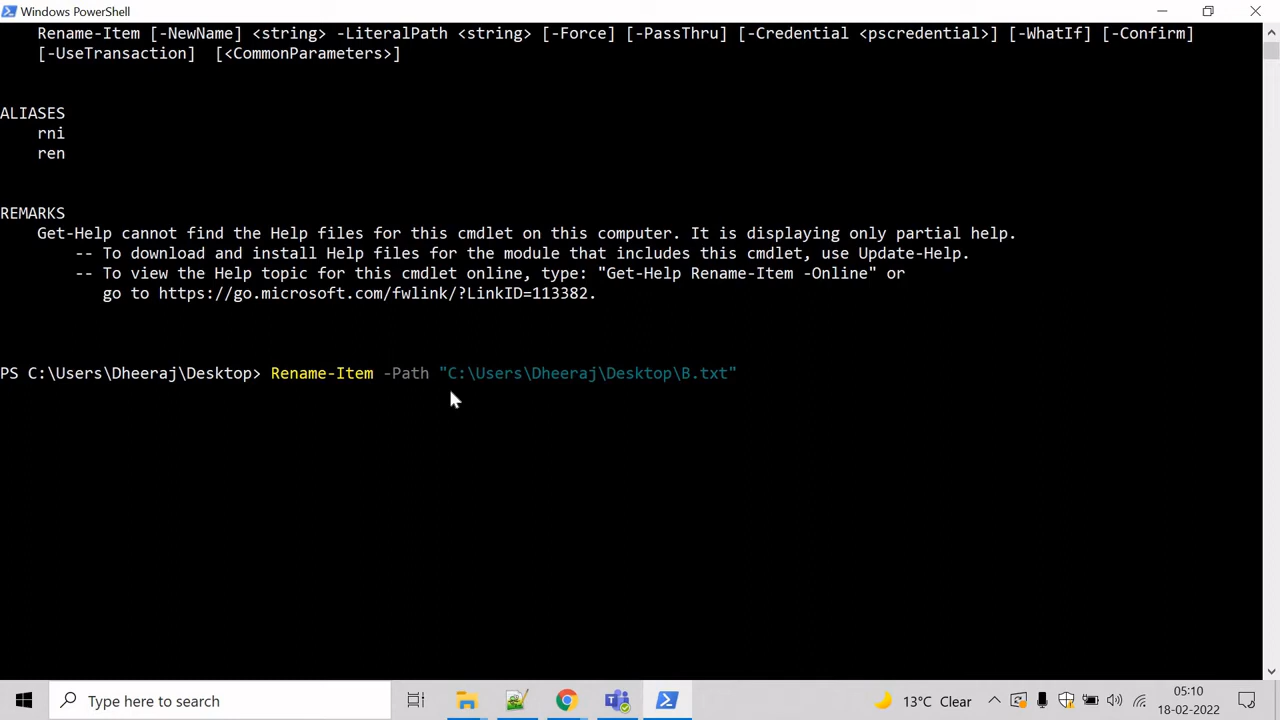 Windows PowerShell
Rename-Item [-NewName] <string> -LiteralPath <string> [-Force] [-PassThru] [-Credential <pscredential>] [-WhatIf] [-Confirm]
[-UseTransaction]  [<CommonParameters>]
ALIASES
rni
ren
REMARKS
Get-Help cannot find the Help files for this cmdlet on this computer. It is displaying only partial help.
-- To download and install Help files for the module that includes this cmdlet, use Update-Help.
-- To view the Help topic for this cmdlet online, type: "Get-Help Rename-Item -Online" or
go to https://go.microsoft.com/fwlink/?LinkID=113382.
PS C:\Users\Dheeraj\Desktop> Rename-Item -Path "C:\Users\Dheeraj\Desktop\B.txt"
Type here to search
13°C Clear
05:10
18-02-2022